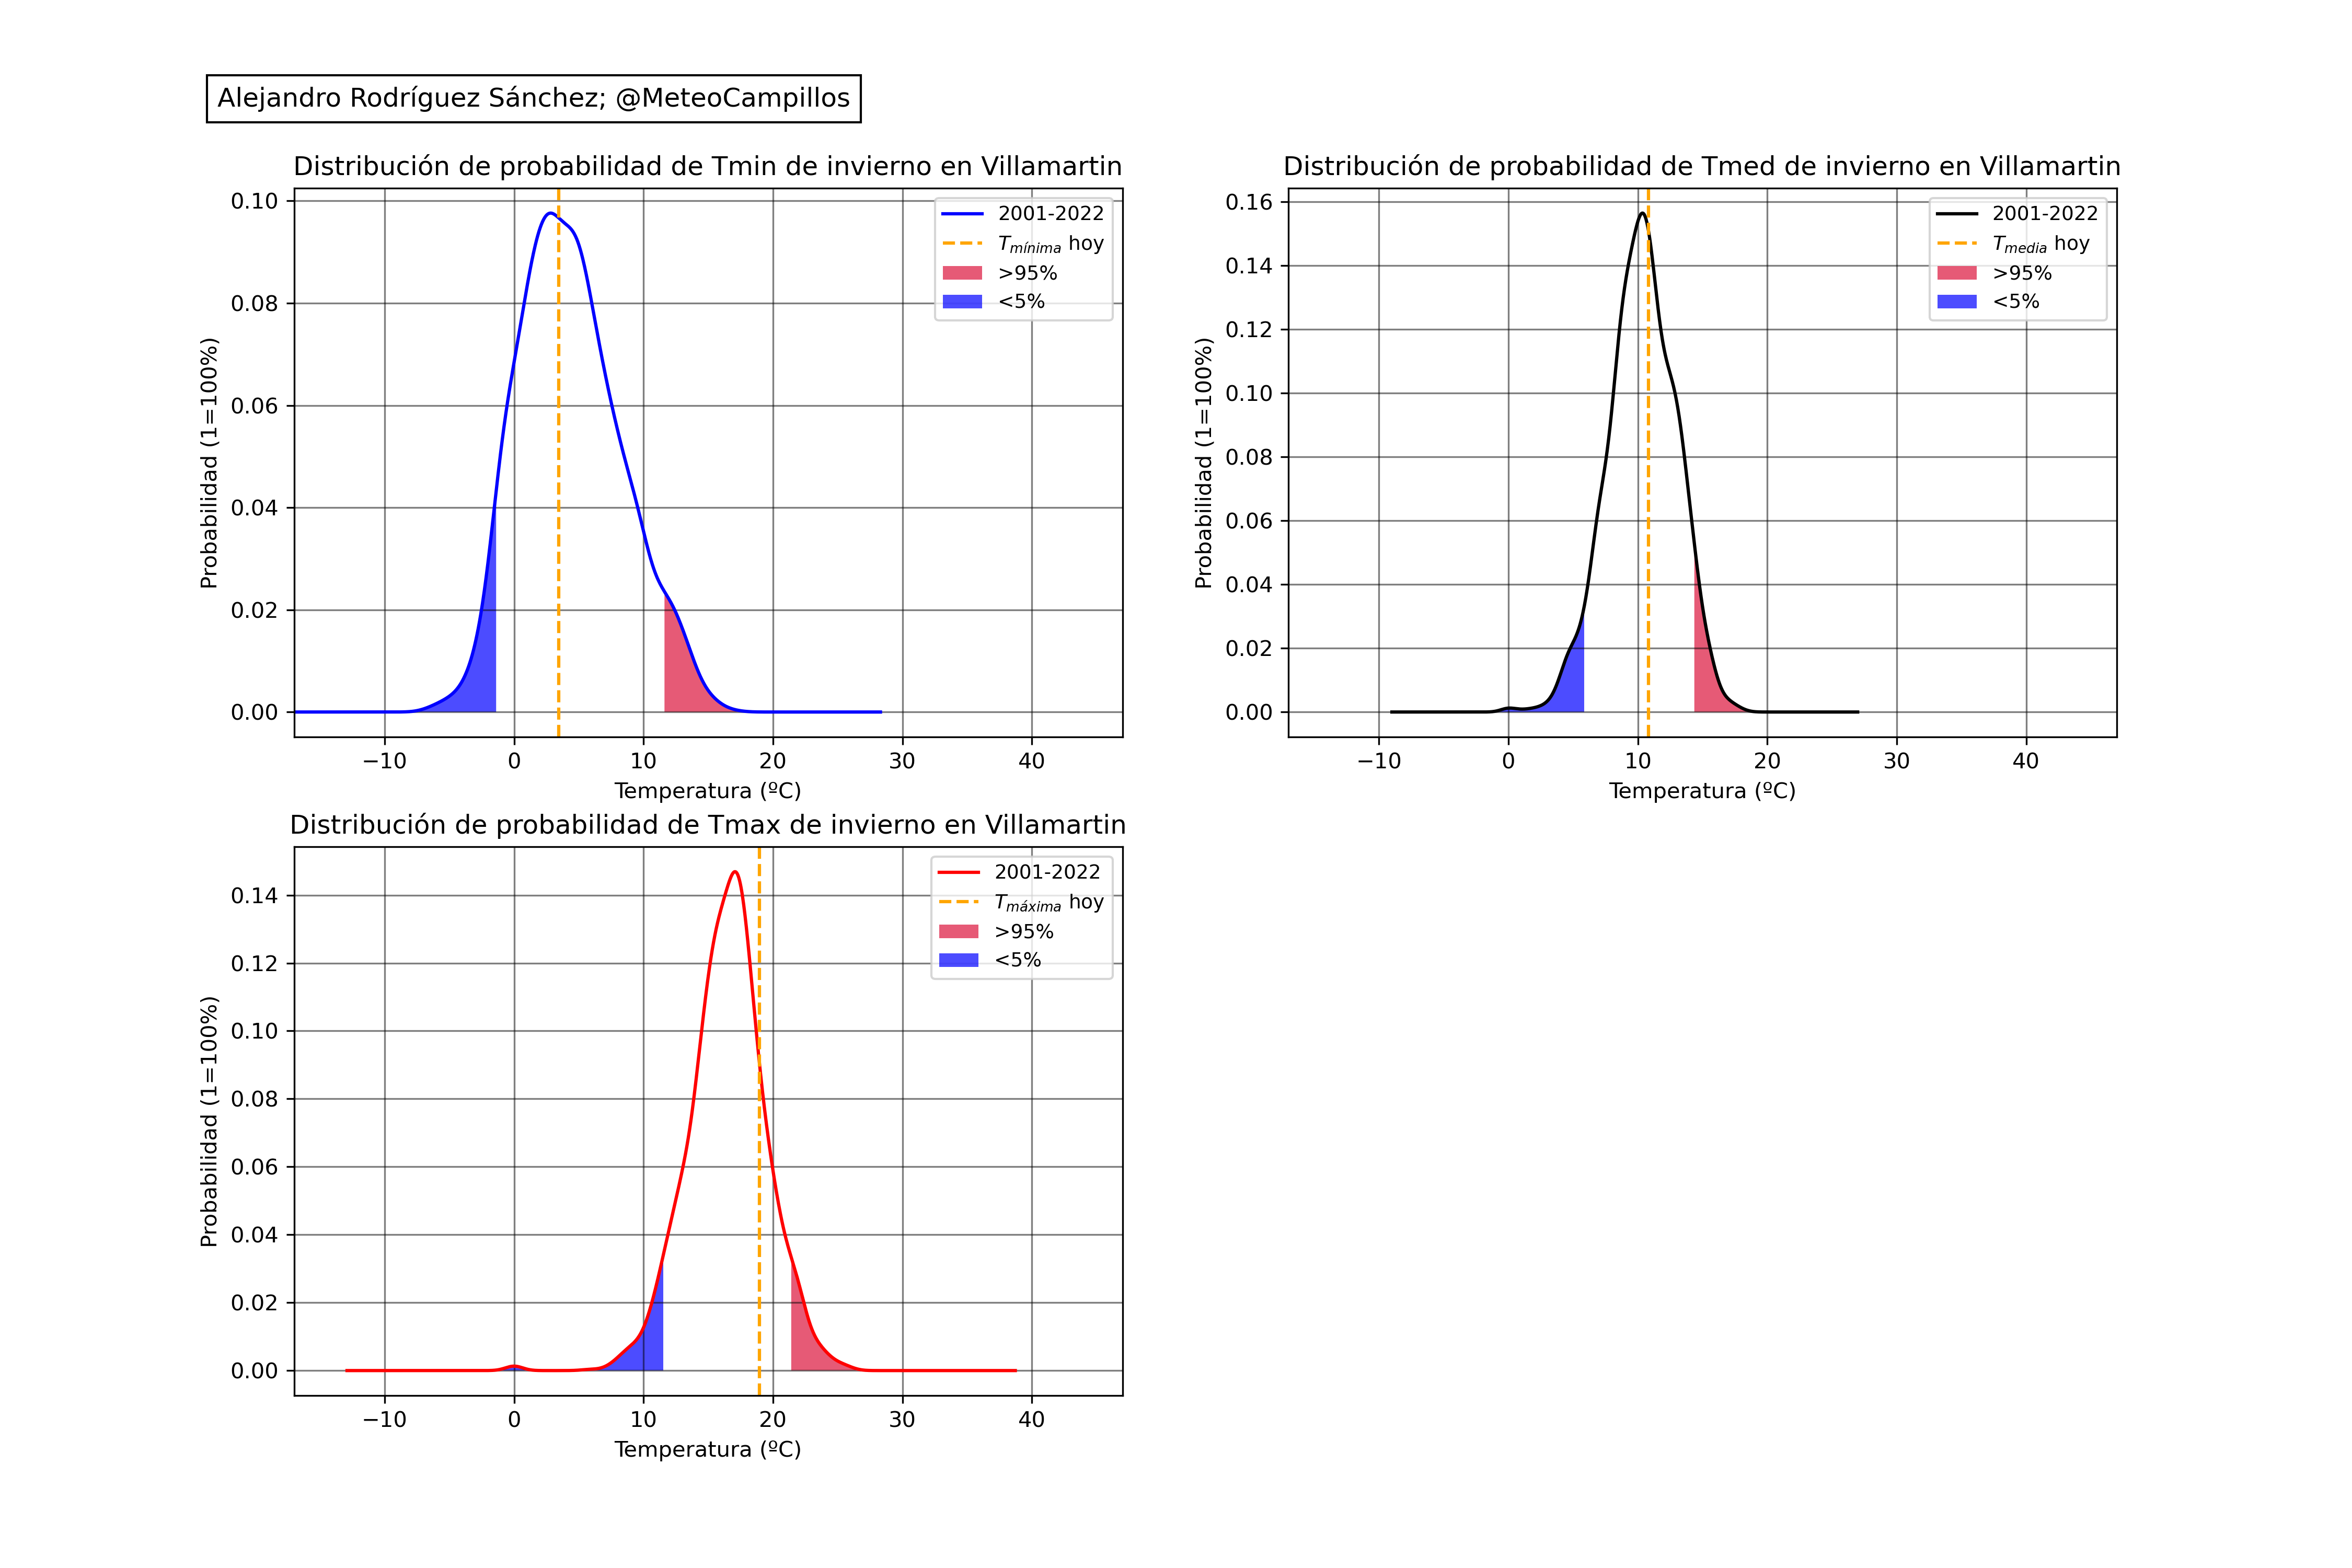 Alejandro Rodríguez Sánchez; @MeteoCampillos
Distribución de probabilidad de Tmin de invierno en Villamartin
Probabilidad (1=100%)
0.10
0.08
0.06
0.04
0.02
0.00
2001-2022
Tmínima hoy
>95%
<5%
−10 0 10 20 30 40
Temperatura (ºC)
Distribución de probabilidad de Tmed de invierno en Villamartin
Probabilidad (1=100%)
0.16
0.14
0.12
0.10
0.08
0.06
0.04
0.02
0.00
2001-2022
Tmedia hoy
>95%
<5%
−10 0 10 20 30 40
Temperatura (ºC)
Distribución de probabilidad de Tmax de invierno en Villamartin
Probabilidad (1=100%)
0.14
0.12
0.10
0.08
0.06
0.04
0.02
0.00
2001-2022
Tmáxima hoy
>95%
<5%
−10 0 10 20 30 40
Temperatura (ºC)